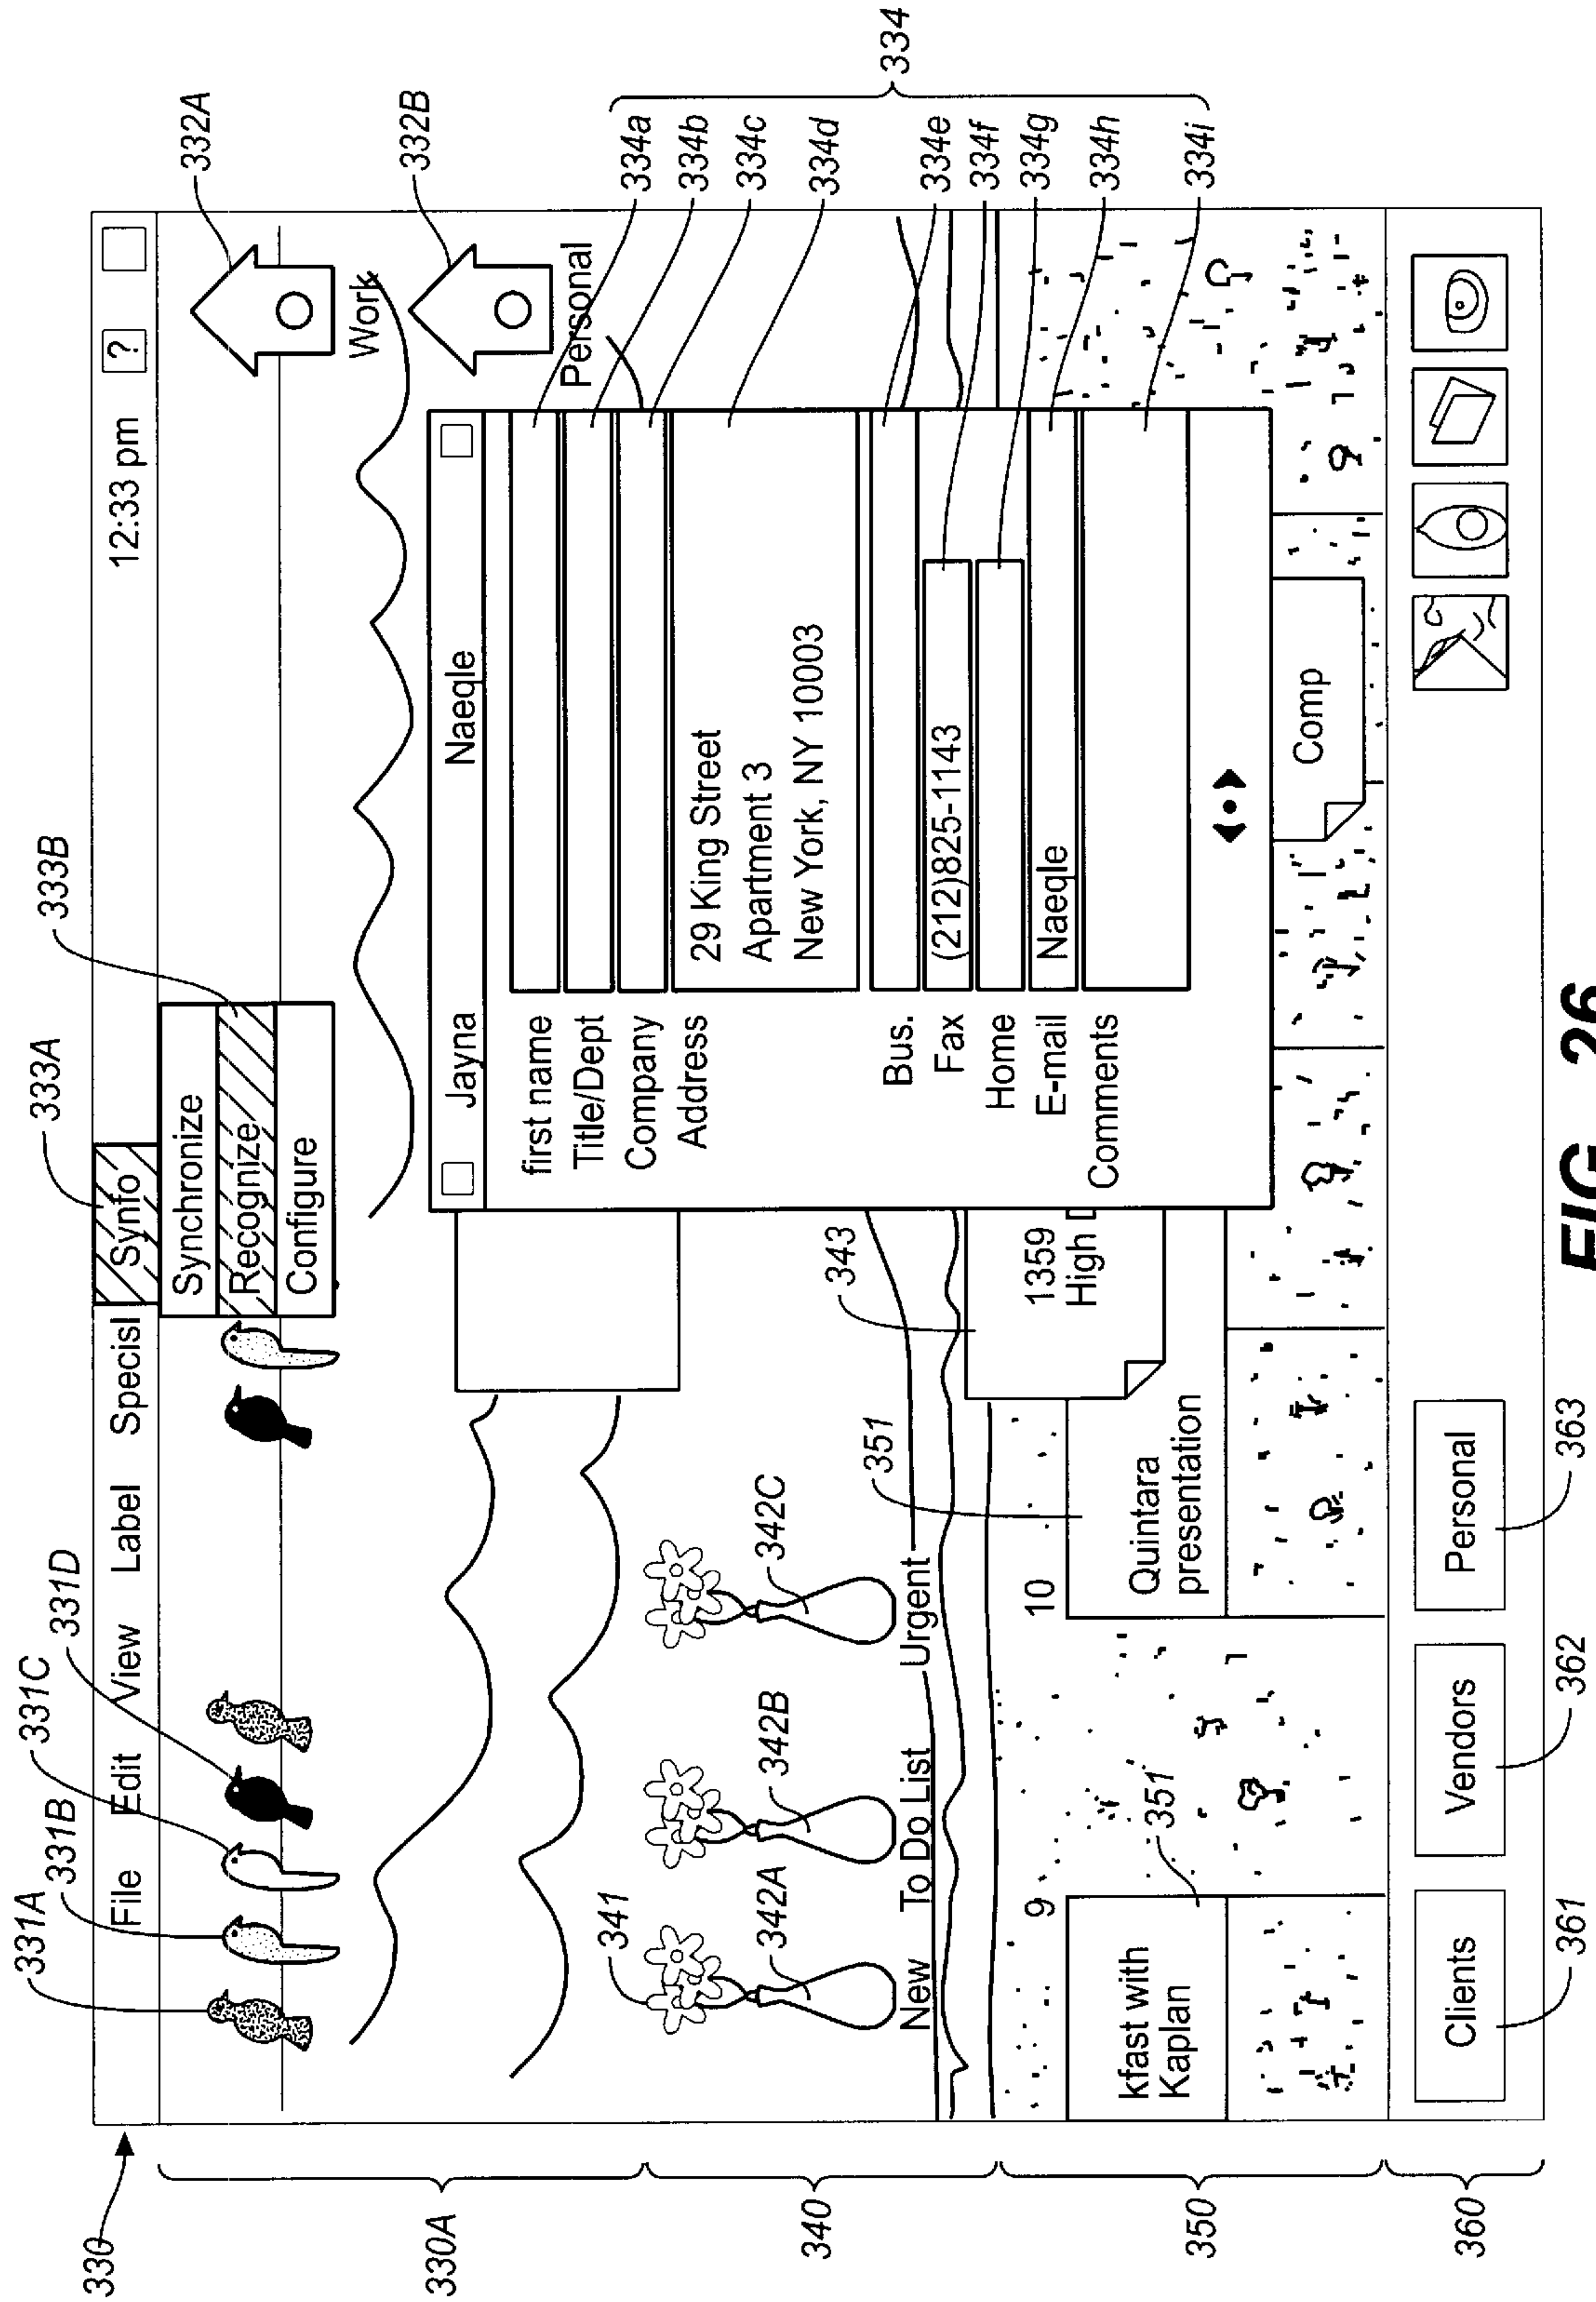 333A
333B
File Edit View Label Specisl Synfo 12:33 pm ?
Synchronize
Recognize
Configure
331A
331B
331C
331D
332A
Work
332B
Personal
330
330A
Jayna Naeqle
first name
Title/Dept
Company
Address
29 King Street
Apartment 3
New York, NY 10003
Bus.
Fax (212)825-1143
Home
E-mail Naeqle
Comments
334a
334b
334c
334d
334e
334f
334g
334h
334i
334
341
342A
342B
342C
New To Do List Urgent
340
343
1359
High
9
10
351
351
kfast with
Kaplan
Quintara
presentation
Comp
350
Clients Vendors Personal
360
361
362
363
FIG. 26